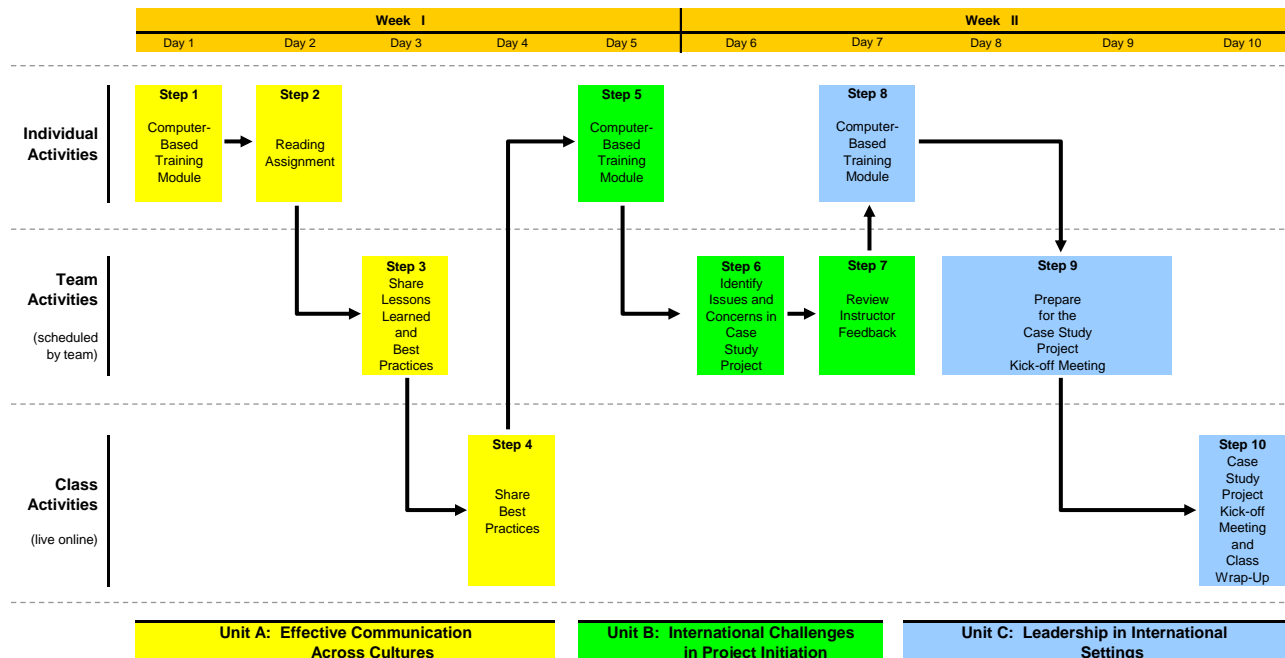 Week I
Week II
Day 1
Day 2
Day 3
Day 4
Day 5
Day 6
Day 7
Day 8
Day 9
Day 10
Individual
Activities
Step 1
Computer-
Based
Training
Module
Step 2
Reading
Assignment
Step 5
Computer-
Based
Training
Module
Step 8
Computer-
Based
Training
Module
Team
Activities
(scheduled
by team)
Step 3
Share
Lessons
Learned
and
Best
Practices
Step 6
Identify
Issues and
Concerns in
Case
Study
Project
Step 7
Review
Instructor
Feedback
Step 9
Prepare
for the
Case Study
Project
Kick-off Meeting
Class
Activities
(live online)
Step 4
Share
Best
Practices
Step 10
Case
Study
Project
Kick-off
Meeting
and
Class
Wrap-Up
Unit A: Effective Communication
Across Cultures
Unit B: International Challenges
in Project Initiation
Unit C: Leadership in International
Settings